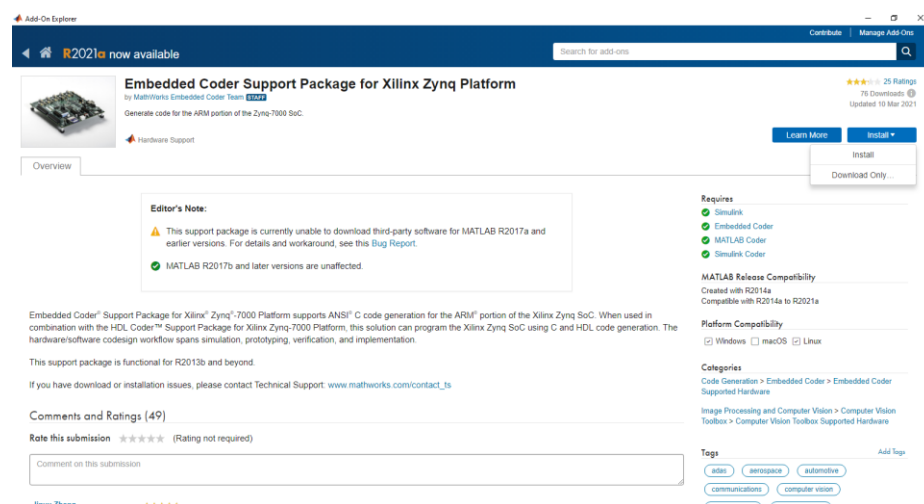 Add-On Explorer
Contribute | Manage Add-Ons
R2021a now available
Search for add-ons
Embedded Coder Support Package for Xilinx Zynq Platform
by MathWorks Embedded Coder Team STAFF
25 Ratings
76 Downloads
Updated 10 Mar 2021
Generate code for the ARM portion of the Zynq-7000 SoC.
Hardware Support
Learn More
Install
Install
Download Only...
Overview
Editor's Note:
This support package is currently unable to download third-party software for MATLAB R2017a and
earlier versions. For details and workaround, see this Bug Report.
MATLAB R2017b and later versions are unaffected.
Embedded Coder® Support Package for Xilinx® Zynq®-7000 Platform supports ANSI® C code generation for the ARM® portion of the Xilinx Zynq SoC. When used in
combination with the HDL Coder™ Support Package for Xilinx Zynq-7000 Platform, this solution can program the Xilinx Zynq SoC using C and HDL code generation. The
hardware/software codesign workflow spans simulation, prototyping, verification, and implementation.
This support package is functional for R2013b and beyond.
If you have download or installation issues, please contact Technical Support: www.mathworks.com/contact_ts
Comments and Ratings (49)
Rate this submission (Rating not required)
Comment on this submission
Requires
Simulink
Embedded Coder
MATLAB Coder
Simulink Coder
MATLAB Release Compatibility
Created with R2014a
Compatible with R2014a to R2021a
Platform Compatibility
Windows macOS Linux
Categories
Code Generation > Embedded Coder > Embedded Coder
Supported Hardware
Image Processing and Computer Vision > Computer Vision
Toolbox > Computer Vision Toolbox Supported Hardware
Tags
Add Tags
adas aerospace automotive
communications computer vision